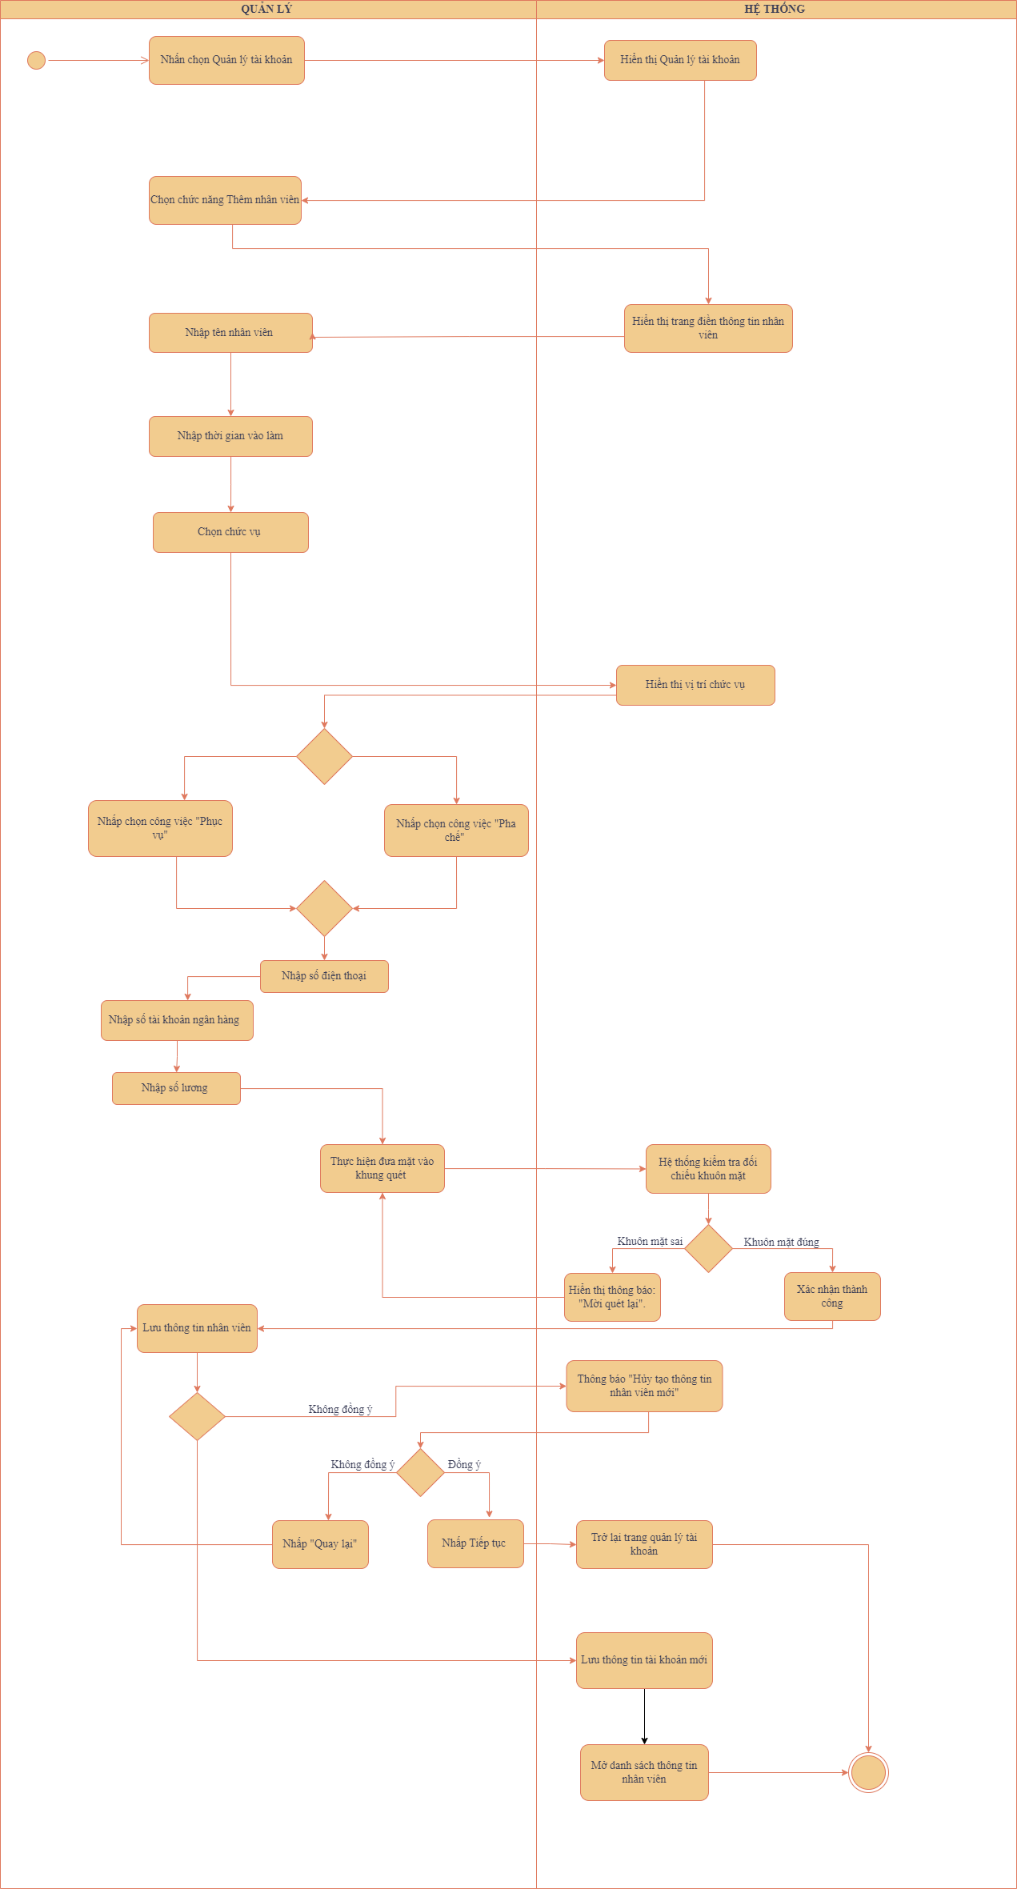 QUẢN LÝ
HỆ THỐNG
Nhấn chọn Quản lý tài khoản
Hiển thị Quản lý tài khoản
Chọn chức năng Thêm nhân viên
Hiển thị trang điền thông tin nhân
viên
Nhập tên nhân viên
Nhập thời gian vào làm
Chọn chức vụ
Hiển thị vị trí chức vụ
Nhấp chọn công việc "Phục
vụ"
Nhấp chọn công việc "Pha
chế"
Nhập số điện thoại
Nhập số tài khoản ngân hàng
Nhập số lương
Thực hiện đưa mặt vào
khung quét
Hệ thống kiểm tra đối
chiếu khuôn mặt
Khuôn mặt sai
Khuôn mặt đúng
Hiển thị thông báo:
"Mời quét lại".
Xác nhận thành
công
Lưu thông tin nhân viên
Thông báo "Hủy tạo thông tin
nhân viên mới"
Không đồng ý
Không đồng ý
Đồng ý
Nhấp "Quay lại"
Nhấp Tiếp tục
Trở lại trang quản lý tài
khoản
Lưu thông tin tài khoản mới
Mở danh sách thông tin
nhân viên